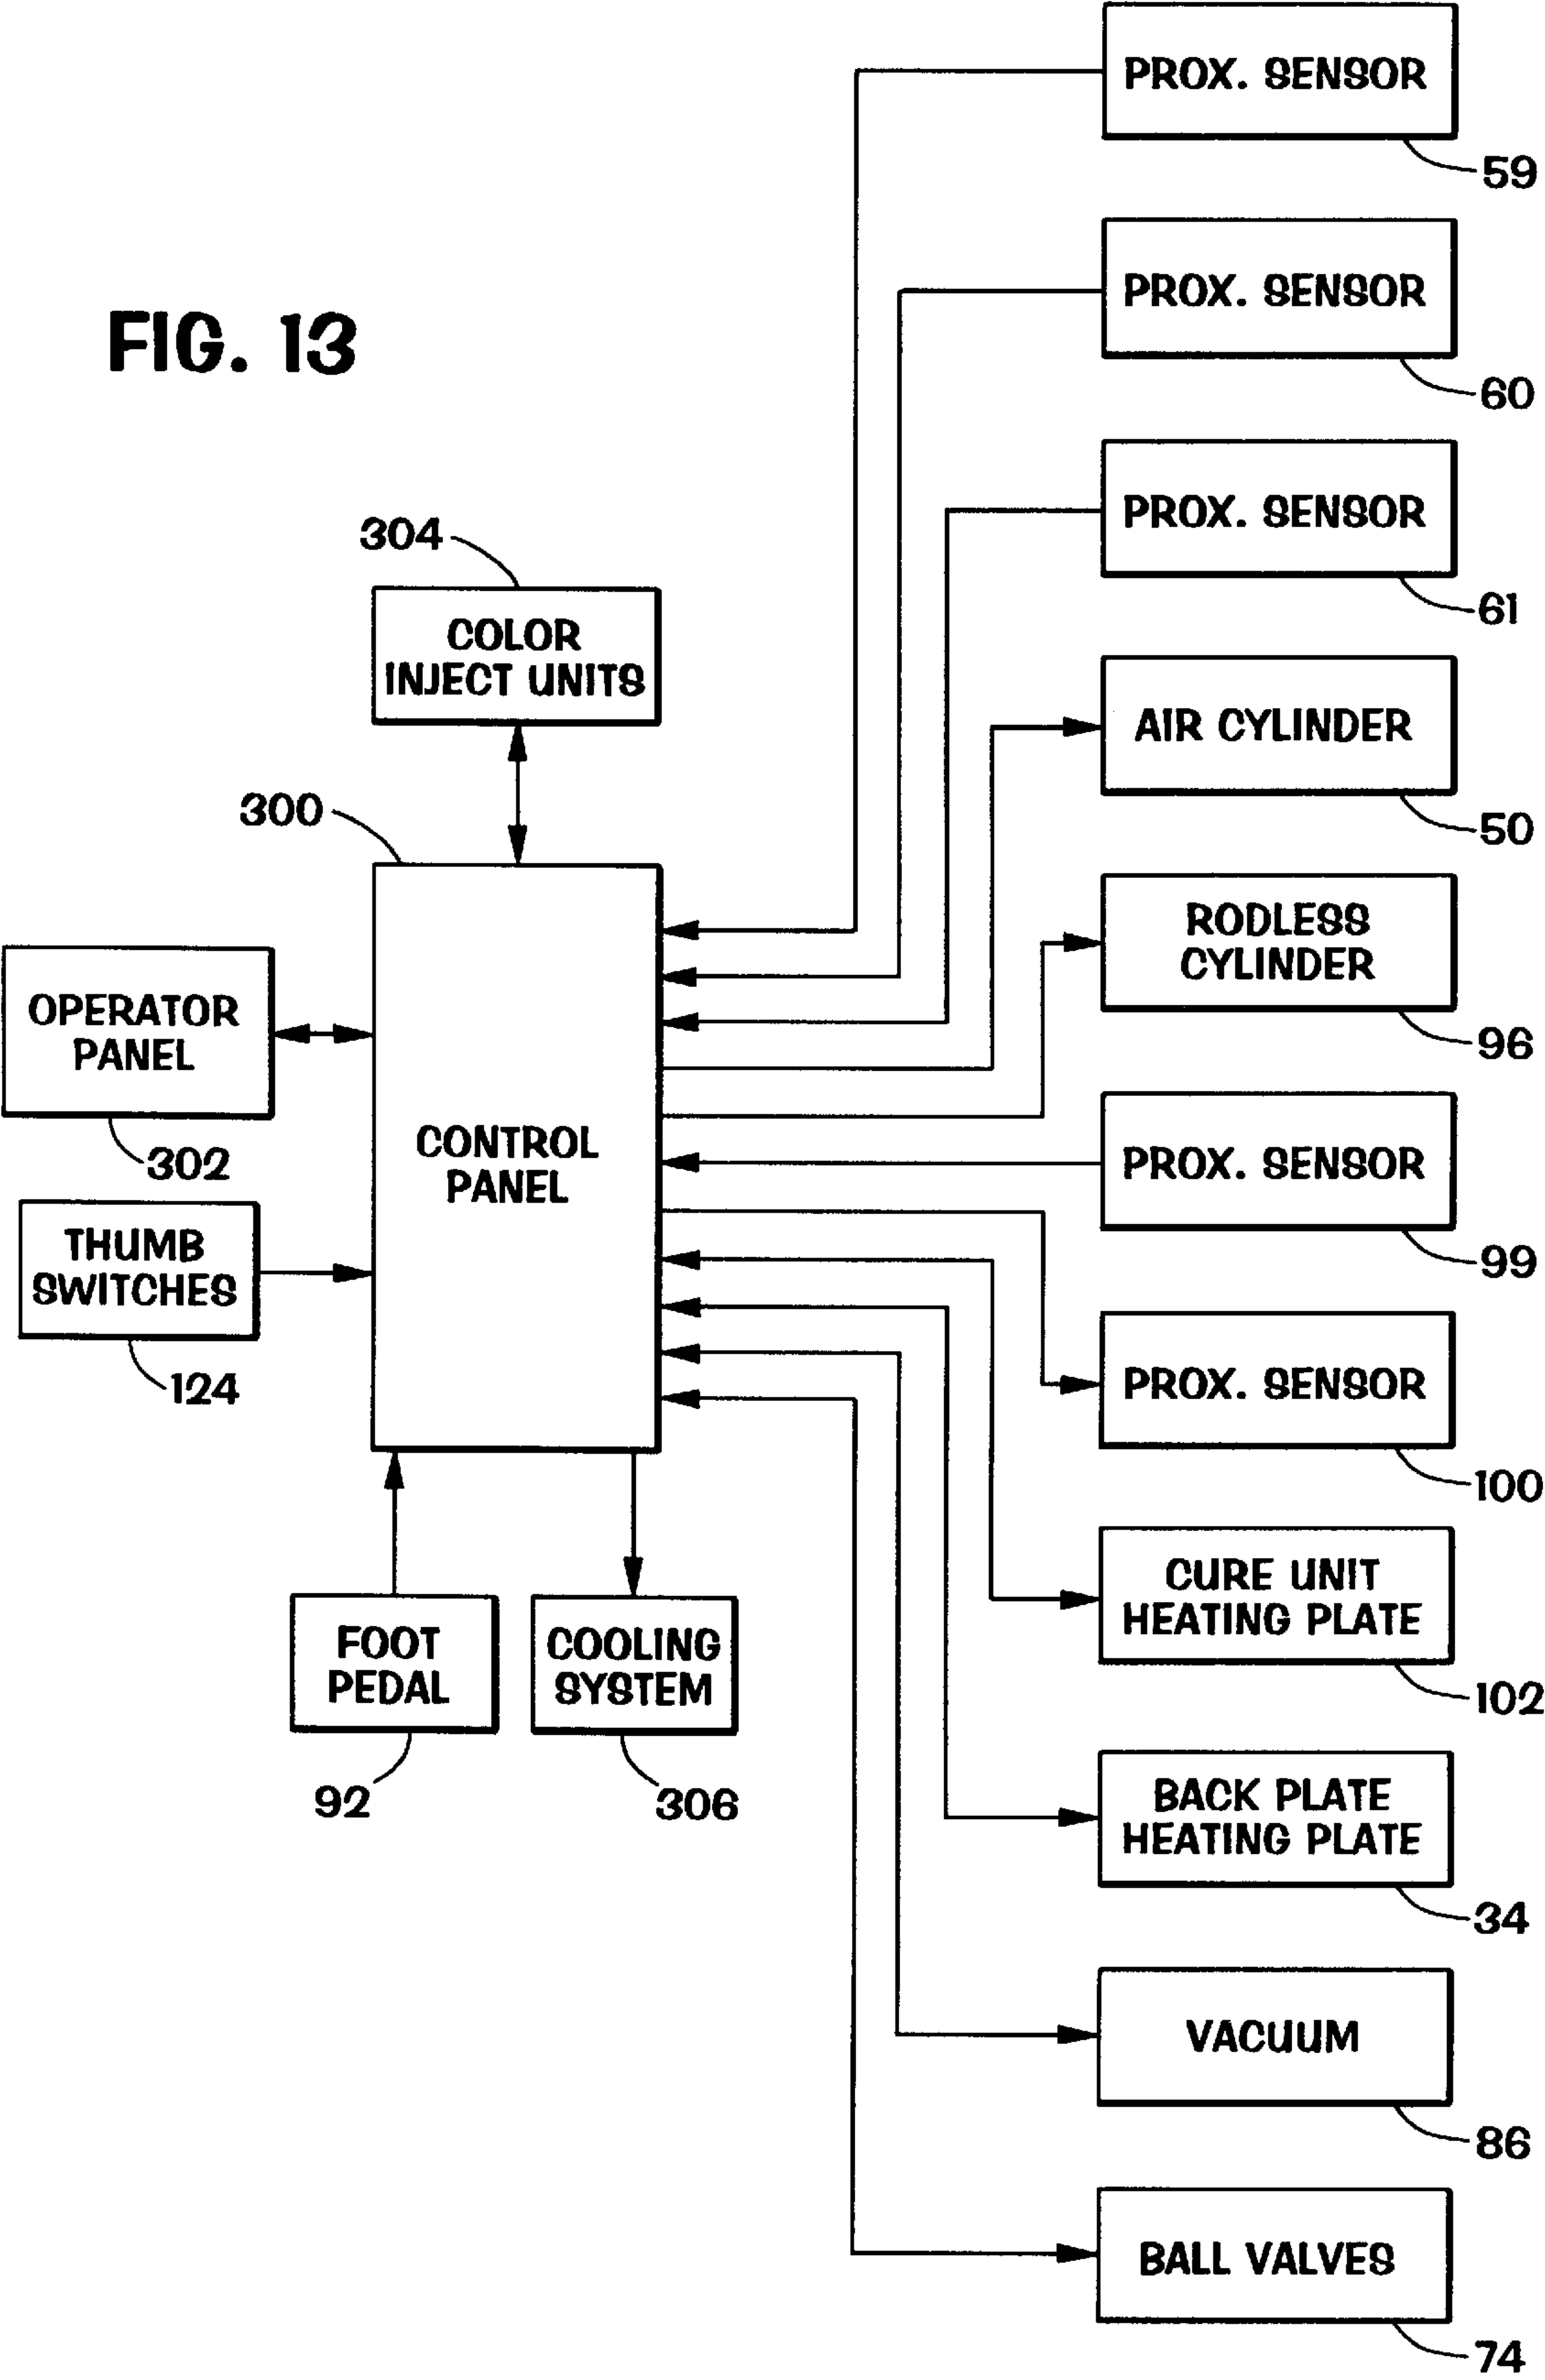 FIG. 13
PROX. SENSOR
59
PROX. SENSOR
60
PROX. SENSOR
61
304
COLOR
INJECT UNITS
AIR CYLINDER
50
300
RODLESS
CYLINDER
96
OPERATOR
PANEL
302
CONTROL
PANEL
PROX. SENSOR
99
THUMB
SWITCHES
124
PROX. SENSOR
100
FOOT
PEDAL
92
COOLING
SYSTEM
306
CURE UNIT
HEATING PLATE
102
BACK PLATE
HEATING PLATE
34
VACUUM
86
BALL VALVES
74